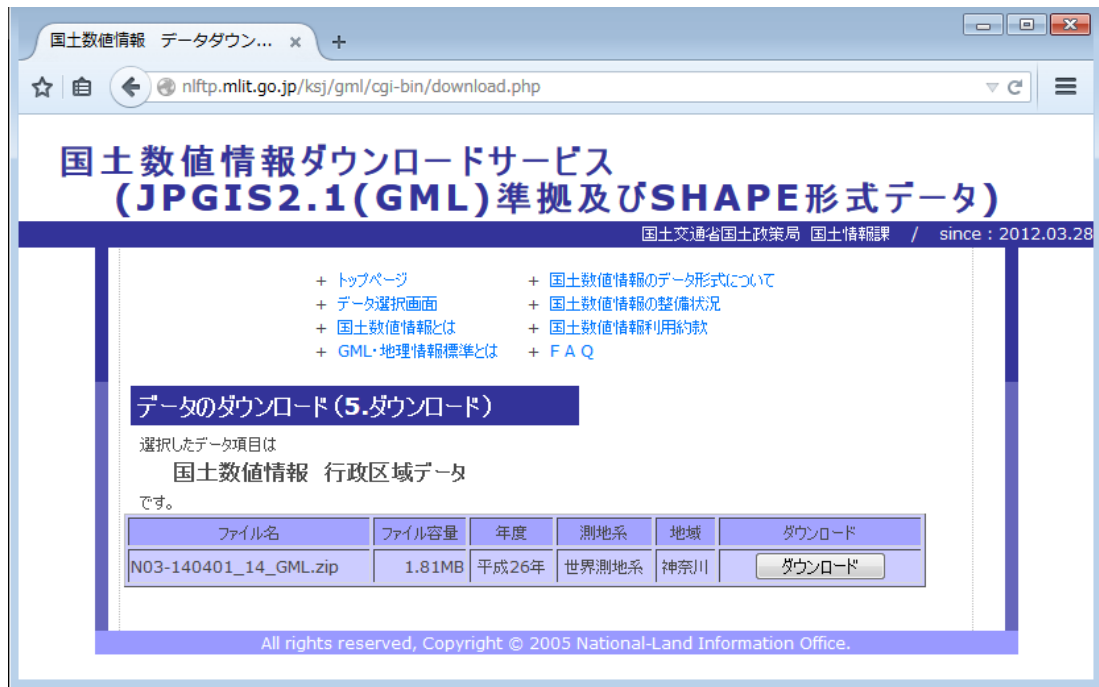 国土数値情報 データダウン...
nlftp.mlit.go.jp/ksj/gml/cgi-bin/download.php
国土数値情報ダウンロードサービス
(JPGIS2.1(GML)準拠及びSHAPE形式データ)
国土交通省国土政策局 国土情報課 / since : 2012.03.28
+ トップページ + 国土数値情報のデータ形式について
+ データ選択画面 + 国土数値情報の整備状況
+ 国土数値情報とは + 国土数値情報利用約款
+ GML・地理情報標準とは + ＦＡＱ
データのダウンロード(5.ダウンロード)
選択したデータ項目は
国土数値情報 行政区域データ
です。
ファイル名 ファイル容量 年度 測地系 地域 ダウンロード
N03-140401_14_GML.zip 1.81MB 平成26年 世界測地系 神奈川 ダウンロード
All rights reserved, Copyright © 2005 National-Land Information Office.